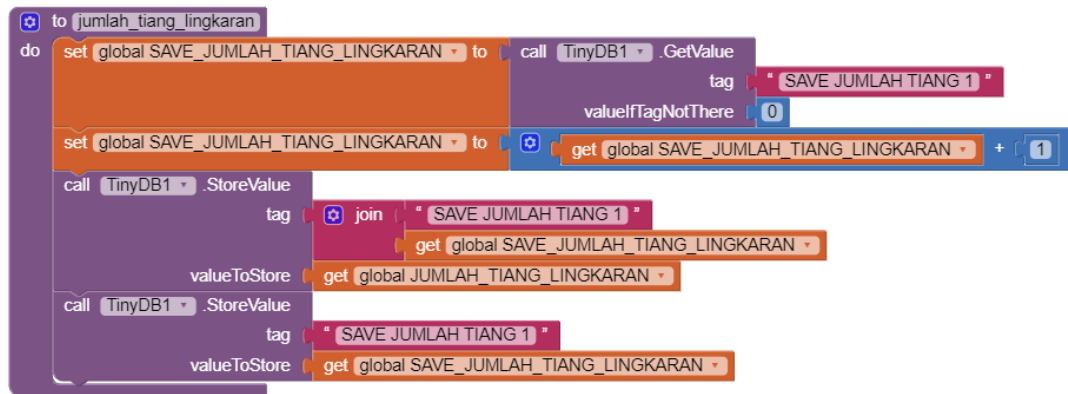 to jumlah_tiang_lingkaran
do set global SAVE_JUMLAH_TIANG_LINGKARAN to call TinyDB1 .GetValue
tag " SAVE JUMLAH TIANG 1 "
valueIfTagNotThere 0
set global SAVE_JUMLAH_TIANG_LINGKARAN to get global SAVE_JUMLAH_TIANG_LINGKARAN + 1
call TinyDB1 .StoreValue
tag join " SAVE JUMLAH TIANG 1 "
get global SAVE_JUMLAH_TIANG_LINGKARAN
valueToStore get global JUMLAH_TIANG_LINGKARAN
call TinyDB1 .StoreValue
tag " SAVE JUMLAH TIANG 1 "
valueToStore get global SAVE_JUMLAH_TIANG_LINGKARAN